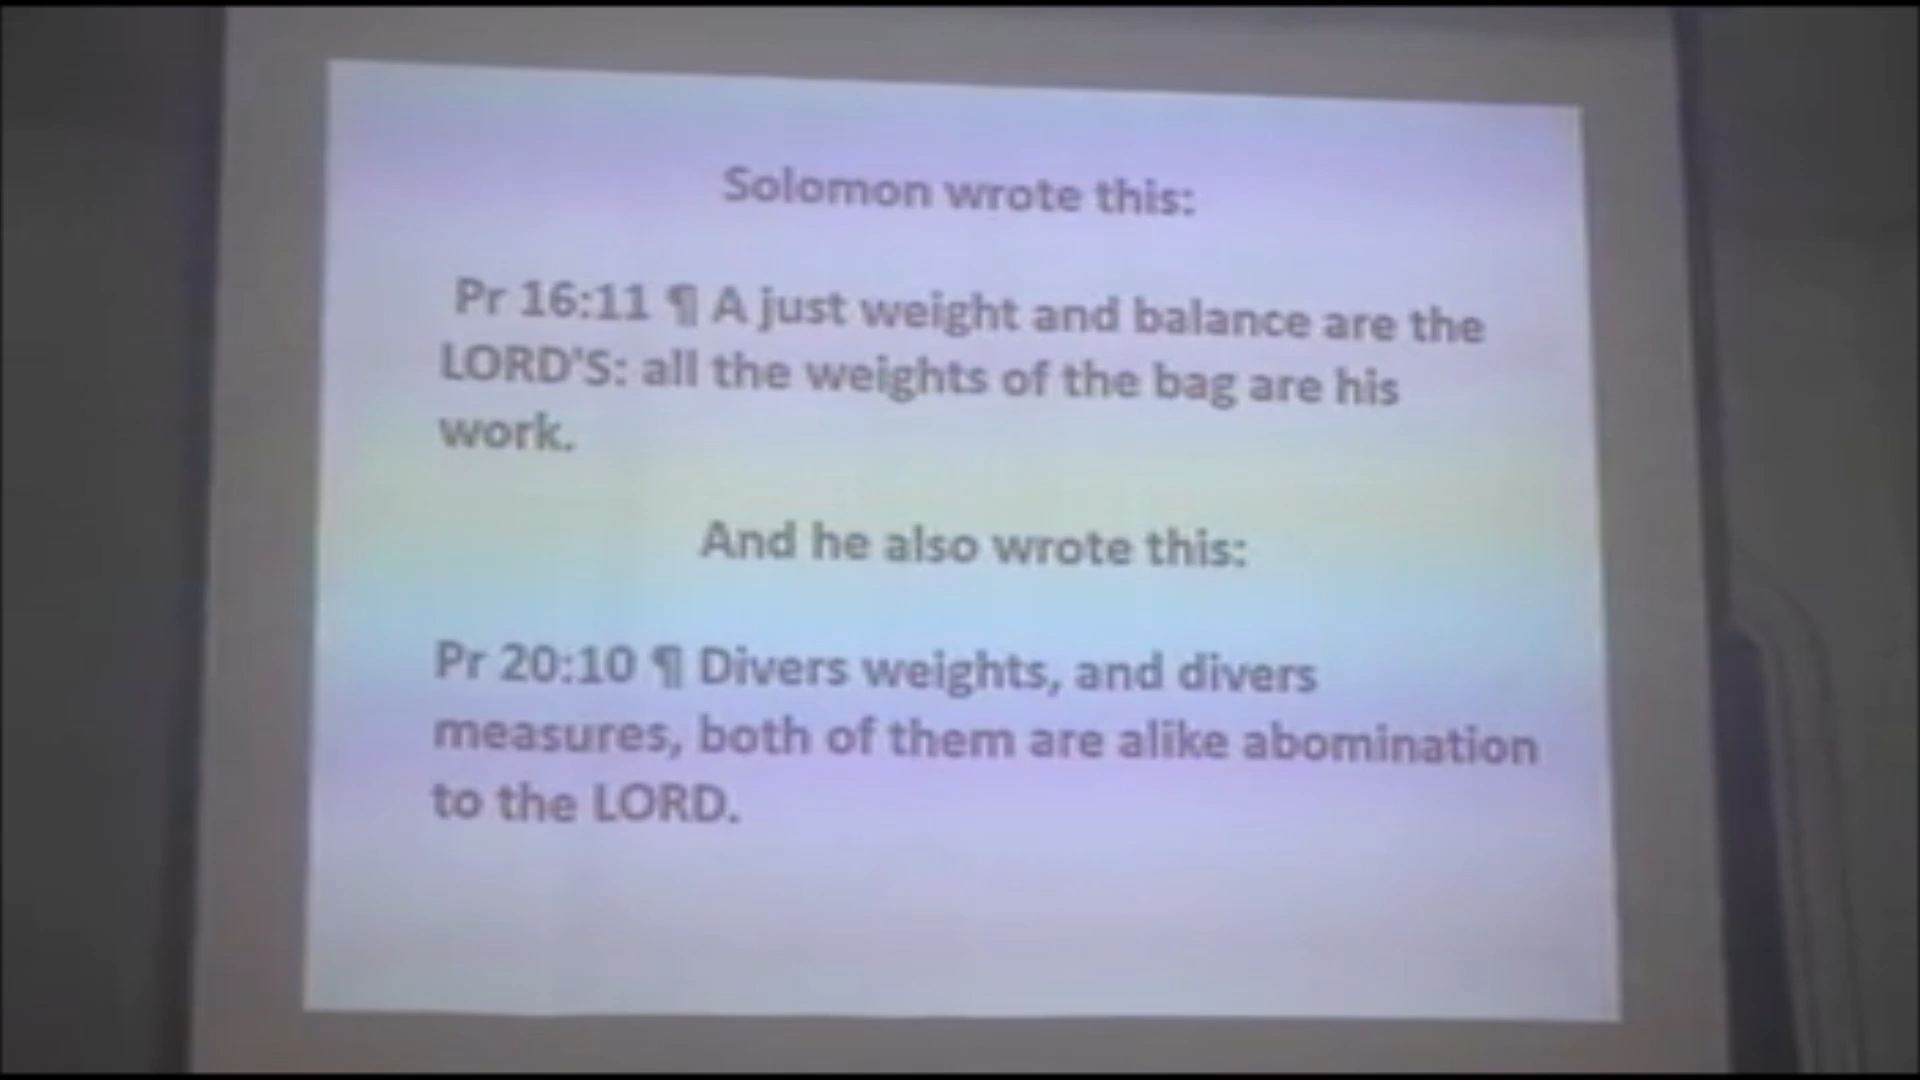 Solomon wrote this:
Pr 16:11 ¶ A just weight and balance are the
LORD'S: all the weights of the bag are his
work.
And he also wrote this:
Pr 20:10 ¶ Divers weights, and divers
measures, both of them are alike abomination
to the LORD.